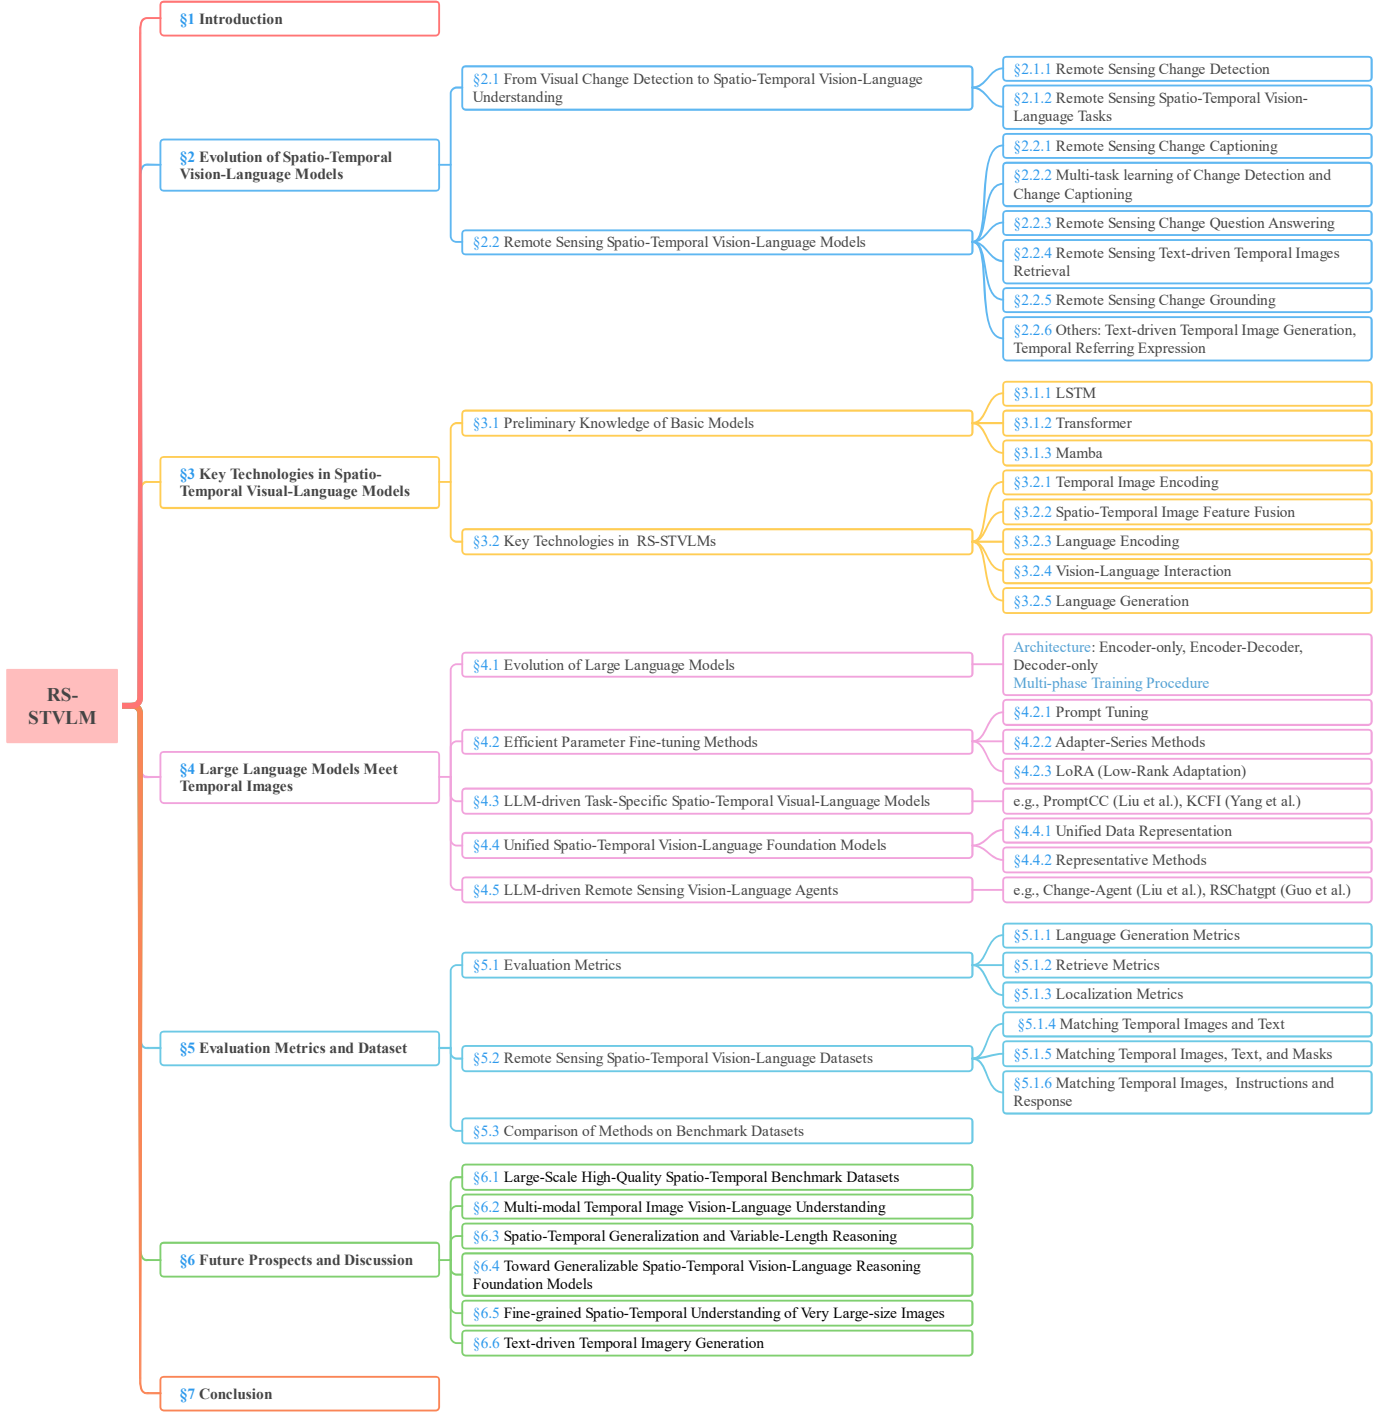 RS-
STVLM
§1 Introduction
§2 Evolution of Spatio-Temporal
Vision-Language Models
§2.1 From Visual Change Detection to Spatio-Temporal Vision-Language
Understanding
§2.1.1 Remote Sensing Change Detection
§2.1.2 Remote Sensing Spatio-Temporal Vision-
Language Tasks
§2.2 Remote Sensing Spatio-Temporal Vision-Language Models
§2.2.1 Remote Sensing Change Captioning
§2.2.2 Multi-task learning of Change Detection and
Change Captioning
§2.2.3 Remote Sensing Change Question Answering
§2.2.4 Remote Sensing Text-driven Temporal Images
Retrieval
§2.2.5 Remote Sensing Change Grounding
§2.2.6 Others: Text-driven Temporal Image Generation,
Temporal Referring Expression
§3 Key Technologies in Spatio-
Temporal Visual-Language Models
§3.1 Preliminary Knowledge of Basic Models
§3.1.1 LSTM
§3.1.2 Transformer
§3.1.3 Mamba
§3.2 Key Technologies in RS-STVLMs
§3.2.1 Temporal Image Encoding
§3.2.2 Spatio-Temporal Image Feature Fusion
§3.2.3 Language Encoding
§3.2.4 Vision-Language Interaction
§3.2.5 Language Generation
§4 Large Language Models Meet
Temporal Images
§4.1 Evolution of Large Language Models
Architecture: Encoder-only, Encoder-Decoder,
Decoder-only
Multi-phase Training Procedure
§4.2 Efficient Parameter Fine-tuning Methods
§4.2.1 Prompt Tuning
§4.2.2 Adapter-Series Methods
§4.2.3 LoRA (Low-Rank Adaptation)
§4.3 LLM-driven Task-Specific Spatio-Temporal Visual-Language Models
e.g., PromptCC (Liu et al.), KCFI (Yang et al.)
§4.4 Unified Spatio-Temporal Vision-Language Foundation Models
§4.4.1 Unified Data Representation
§4.4.2 Representative Methods
§4.5 LLM-driven Remote Sensing Vision-Language Agents
e.g., Change-Agent (Liu et al.), RSChatgpt (Guo et al.)
§5 Evaluation Metrics and Dataset
§5.1 Evaluation Metrics
§5.1.1 Language Generation Metrics
§5.1.2 Retrieve Metrics
§5.1.3 Localization Metrics
§5.2 Remote Sensing Spatio-Temporal Vision-Language Datasets
§5.1.4 Matching Temporal Images and Text
§5.1.5 Matching Temporal Images, Text, and Masks
§5.1.6 Matching Temporal Images, Instructions and
Response
§5.3 Comparison of Methods on Benchmark Datasets
§6 Future Prospects and Discussion
§6.1 Large-Scale High-Quality Spatio-Temporal Benchmark Datasets
§6.2 Multi-modal Temporal Image Vision-Language Understanding
§6.3 Spatio-Temporal Generalization and Variable-Length Reasoning
§6.4 Toward Generalizable Spatio-Temporal Vision-Language Reasoning
Foundation Models
§6.5 Fine-grained Spatio-Temporal Understanding of Very Large-size Images
§6.6 Text-driven Temporal Imagery Generation
§7 Conclusion